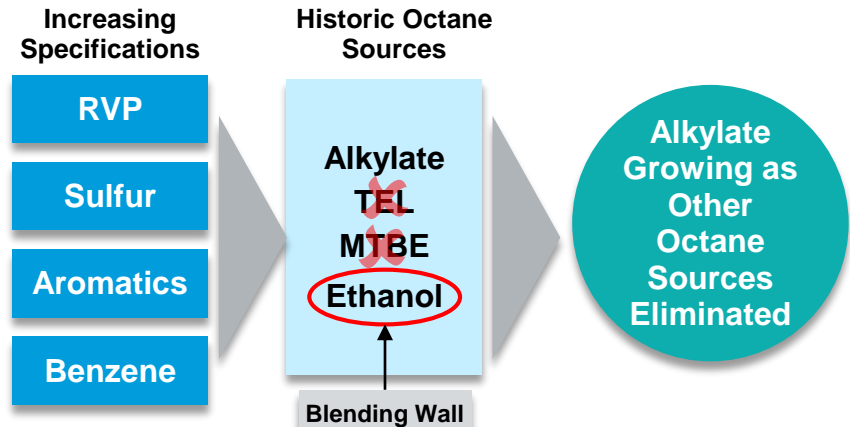 Increasing
Specifications
RVP
Sulfur
Aromatics
Benzene
Historic Octane
Sources
Alkylate
TEL
MTBE
Ethanol
Blending Wall
Alkylate
Growing as
Other
Octane
Sources
Eliminated